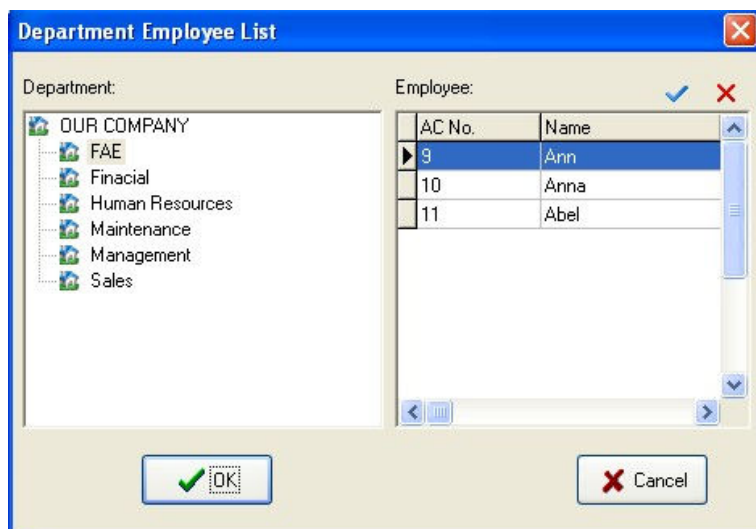 Department Employee List
Department:
OUR COMPANY
FAE
Finacial
Human Resources
Maintenance
Management
Sales
Employee:
AC No. Name
9 Ann
10 Anna
11 Abel
OK
Cancel